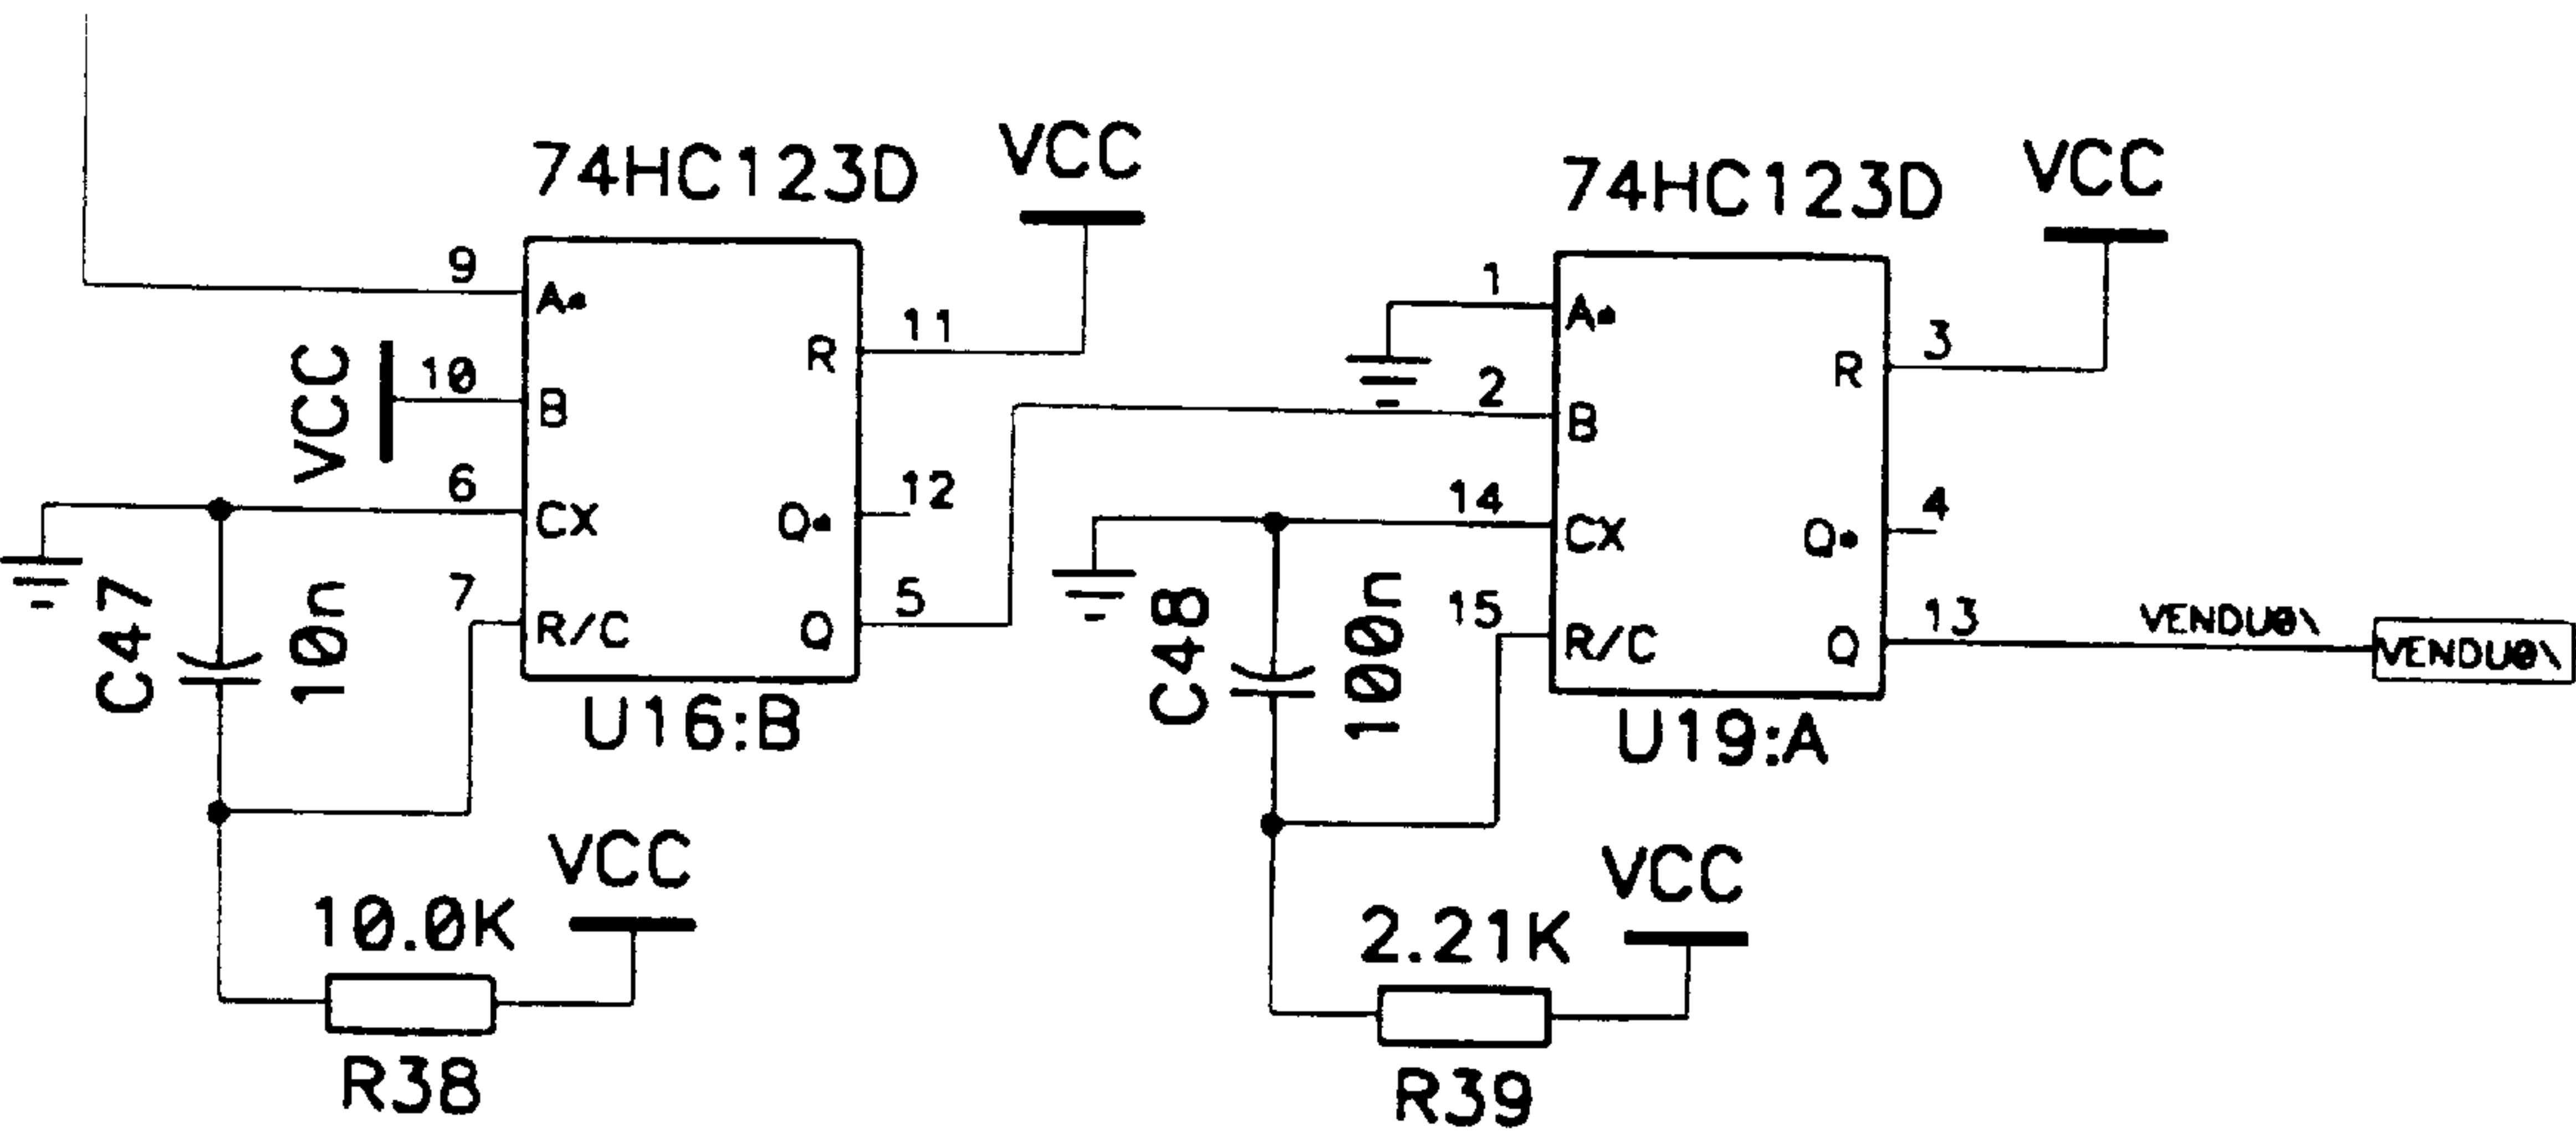 74HC123D
VCC
9
A*
VCC
10
B
6
CX
7
R/C
R
11
Q*
12
Q
5
U16:B
C47
10n
10.0K
VCC
R38
74HC123D
VCC
1
A*
2
B
14
CX
15
R/C
R
3
Q*
4
Q
13
VENDU0\
VENDU0\
U19:A
C48
100n
2.21K
VCC
R39